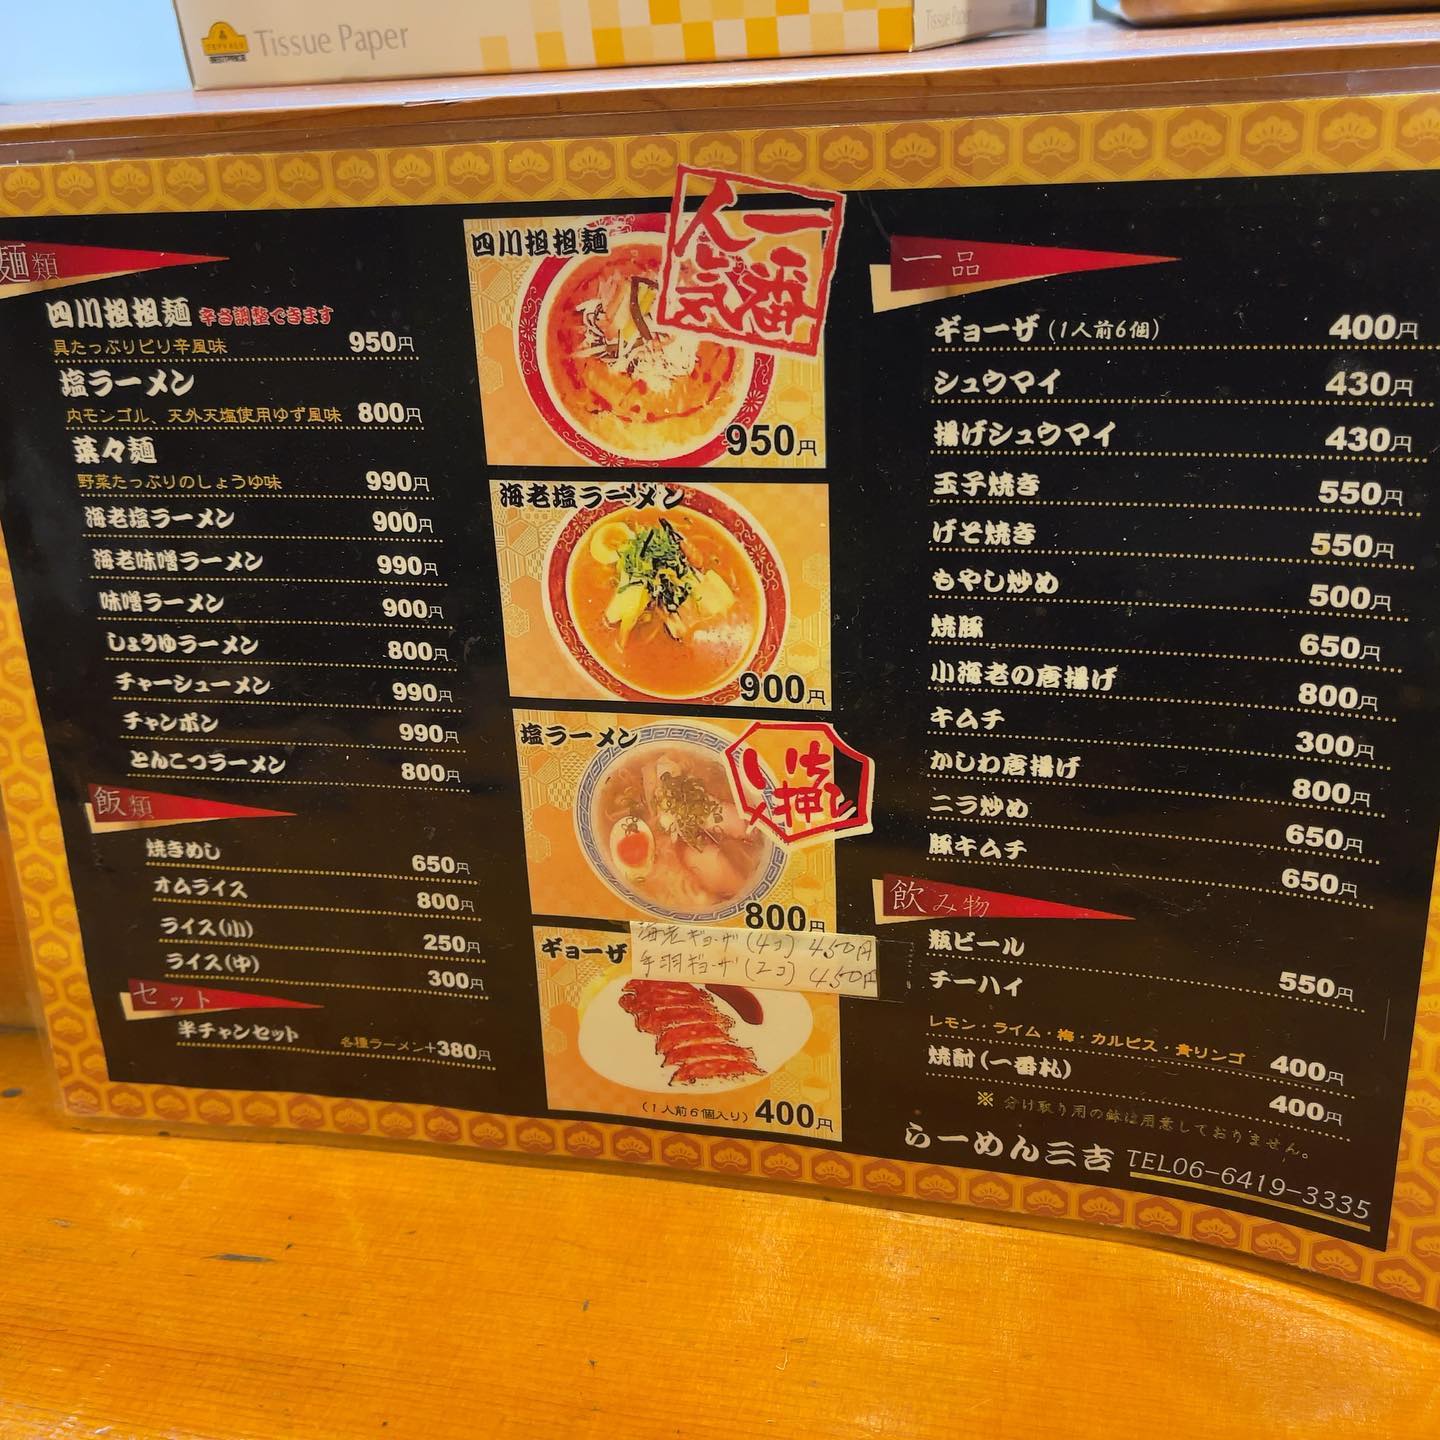 Tissue Paper
Tissue Paper
TOPVALU
BESTPRICE
麺類
四川担担麺 辛さ調整できます
具たっぷりピリ辛風味 950円
塩ラーメン
内モンゴル、天外天塩使用ゆず風味 800円
菜々麺
野菜たっぷりのしょうゆ味 990円
海老塩ラーメン 900円
海老味噌ラーメン 990円
味噌ラーメン 900円
しょうゆラーメン 800円
チャーシューメン 990円
チャンポン 990円
とんこつラーメン 800円
飯類
焼きめし 650円
オムライス 800円
ライス(小) 250円
ライス(中) 300円
セット
半チャンセット 各種ラーメン+380円
四川担担麺
一番人気
950円
海老塩ラーメン
900円
塩ラーメン
いち押し
800円
海老ギョーザ(4コ) 450円
手羽ギョーザ(2コ) 450円
ギョーザ
(1人前6個入り) 400円
一品
ギョーザ(1人前6個) 400円
シュウマイ 430円
揚げシュウマイ 430円
玉子焼き 550円
げそ焼き 550円
もやし炒め 500円
焼豚 650円
小海老の唐揚げ 800円
キムチ 300円
かしわ唐揚げ 800円
ニラ炒め 650円
豚キムチ 650円
飲み物
瓶ビール 550円
チーハイ
レモン・ライム・梅・カルピス・青リンゴ 400円
焼酎(一番札) 400円
※ 分け取り用の鉢は用意しておりません。
らーめん三吉 TEL06-6419-3335